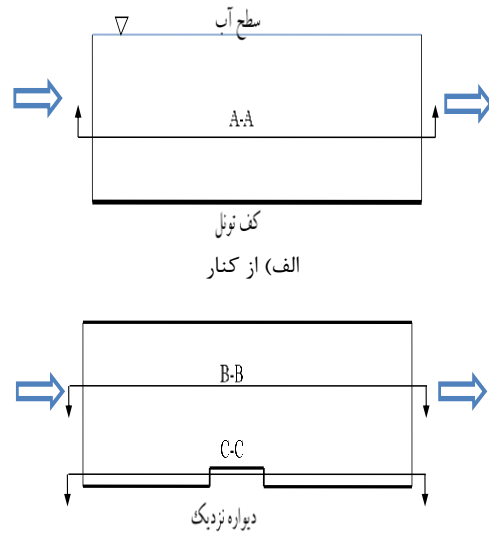 سطح آب
A-A
کف تونل
الف) از کنار
B-B
C-C
دیواره نزدیک